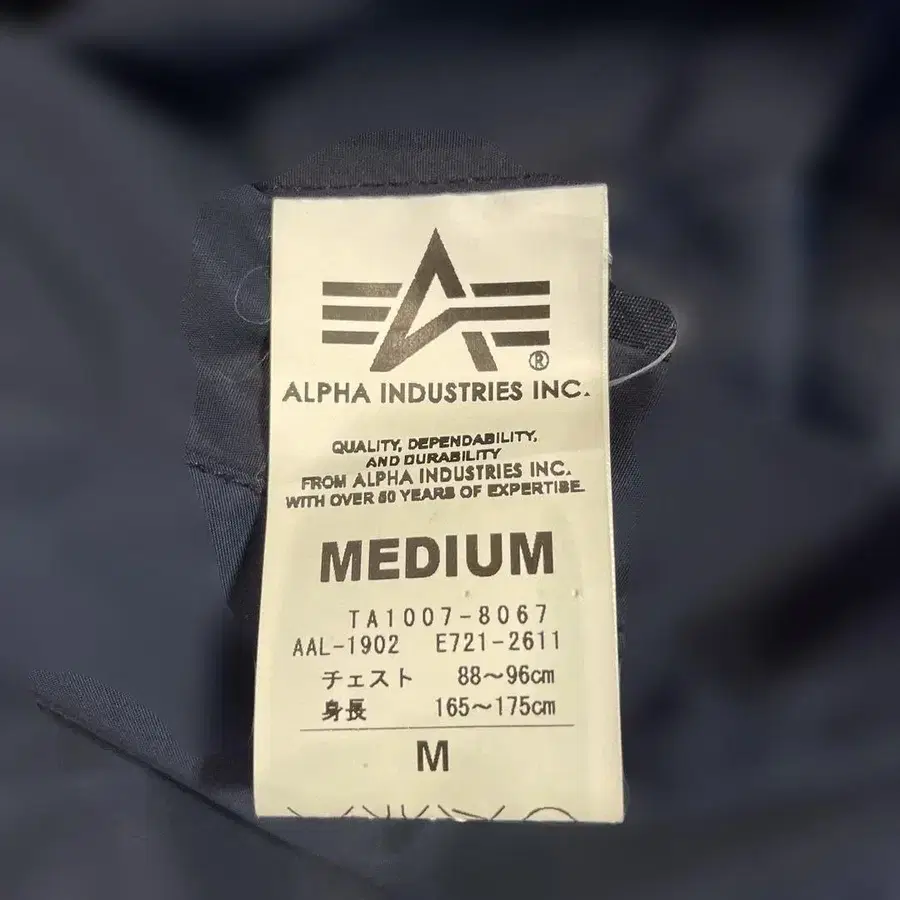 ®
ALPHA INDUSTRIES INC.
QUALITY, DEPENDABILITY,
AND DURABILITY
FROM ALPHA INDUSTRIES INC.
WITH OVER 50 YEARS OF EXPERTISE.
MEDIUM
TA1007-8067
AAL-1902 E721-2611
チェスト 88～96cm
身長 165～175cm
M